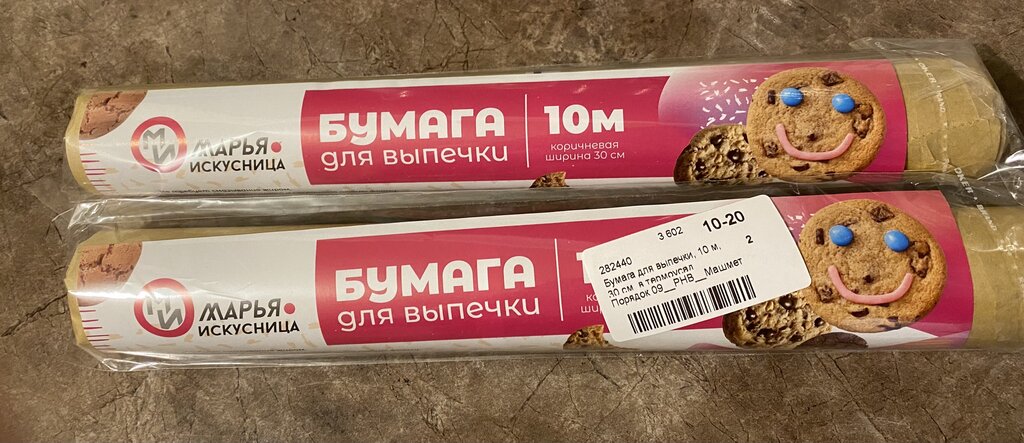 МИ
МАРЬЯ
ИСКУСНИЦА
БУМАГА
для выпечки
10м
коричневая
ширина 30 см
МИ
МАРЬЯ
ИСКУСНИЦА
БУМАГА
для выпечки
3 602
10-20
282440
2
Бумага для выпечки, 10 м,
30 см, в термоусал
Порядок 09__РНВ__Машмет